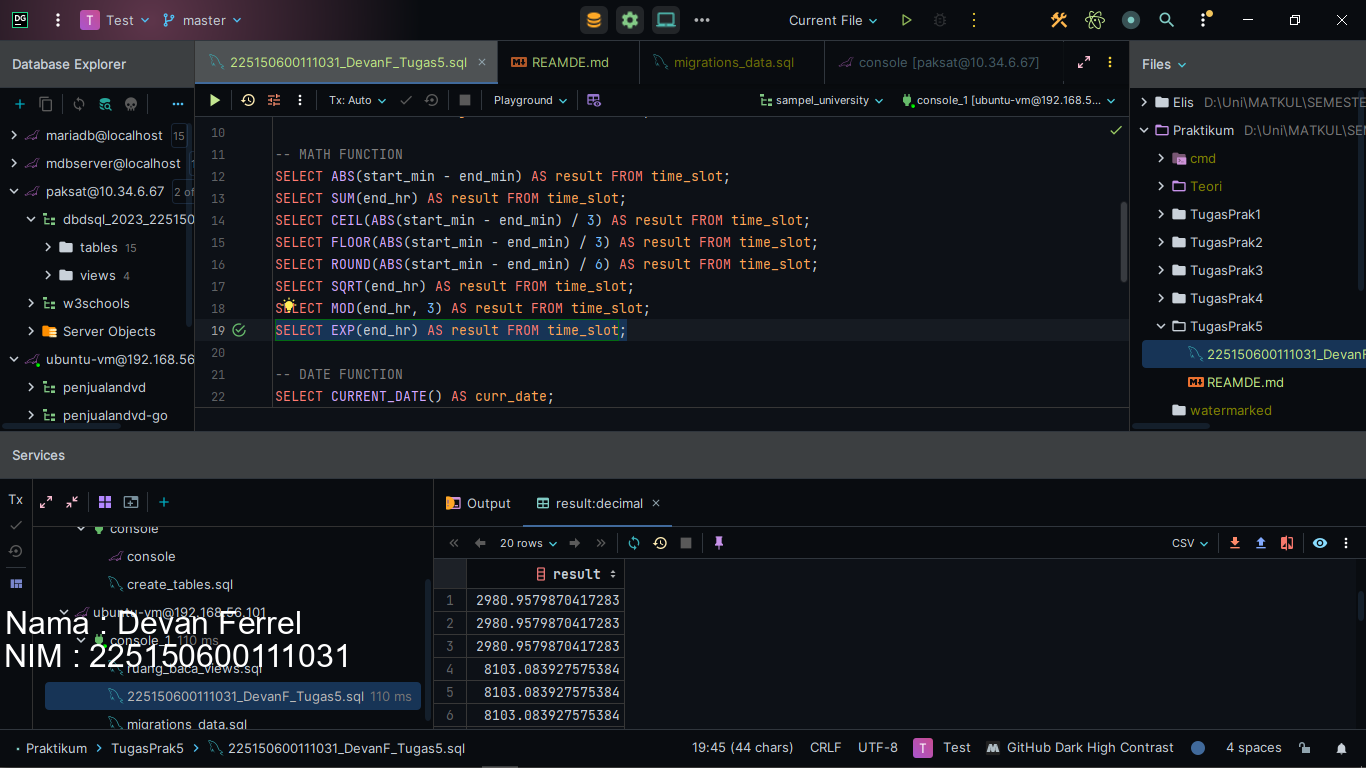 DG
T Test
master
Current File
Database Explorer
225150600111031_DevanF_Tugas5.sql
REAMDE.md
migrations_data.sql
console [paksat@10.34.6.67]
Files
Tx: Auto
Playground
sampel_university
console_1 [ubuntu-vm@192.168.5...
mariadb@localhost 15
mdbserver@localhost
paksat@10.34.6.67 2 of
dbdsql_2023_225150
tables 15
views 4
w3schools
Server Objects
ubuntu-vm@192.168.56
penjualandvd
penjualandvd-go
10
11 -- MATH FUNCTION
12 SELECT ABS(start_min - end_min) AS result FROM time_slot;
13 SELECT SUM(end_hr) AS result FROM time_slot;
14 SELECT CEIL(ABS(start_min - end_min) / 3) AS result FROM time_slot;
15 SELECT FLOOR(ABS(start_min - end_min) / 3) AS result FROM time_slot;
16 SELECT ROUND(ABS(start_min - end_min) / 6) AS result FROM time_slot;
17 SELECT SQRT(end_hr) AS result FROM time_slot;
18 SELECT MOD(end_hr, 3) AS result FROM time_slot;
19 SELECT EXP(end_hr) AS result FROM time_slot;
20
21 -- DATE FUNCTION
22 SELECT CURRENT_DATE() AS curr_date;
Elis D:\Uni\MATKUL\SEMESTE
Praktikum D:\Uni\MATKUL\SE
cmd
Teori
TugasPrak1
TugasPrak2
TugasPrak3
TugasPrak4
TugasPrak5
225150600111031_DevanF
REAMDE.md
watermarked
Services
Tx
console
console
create_tables.sql
ubuntu-vm@192.168.56.101
console_1 110 ms
ruang_baca_views.sql
225150600111031_DevanF_Tugas5.sql 110 ms
migrations_data.sql
Nama : Devan Ferrel
NIM : 225150600111031
Output
result:decimal
20 rows
CSV
result
1 2980.9579870417283
2 2980.9579870417283
3 2980.9579870417283
4 8103.083927575384
5 8103.083927575384
6 8103.083927575384
Praktikum > TugasPrak5 > 225150600111031_DevanF_Tugas5.sql
19:45 (44 chars)
CRLF
UTF-8
T Test
GitHub Dark High Contrast
4 spaces